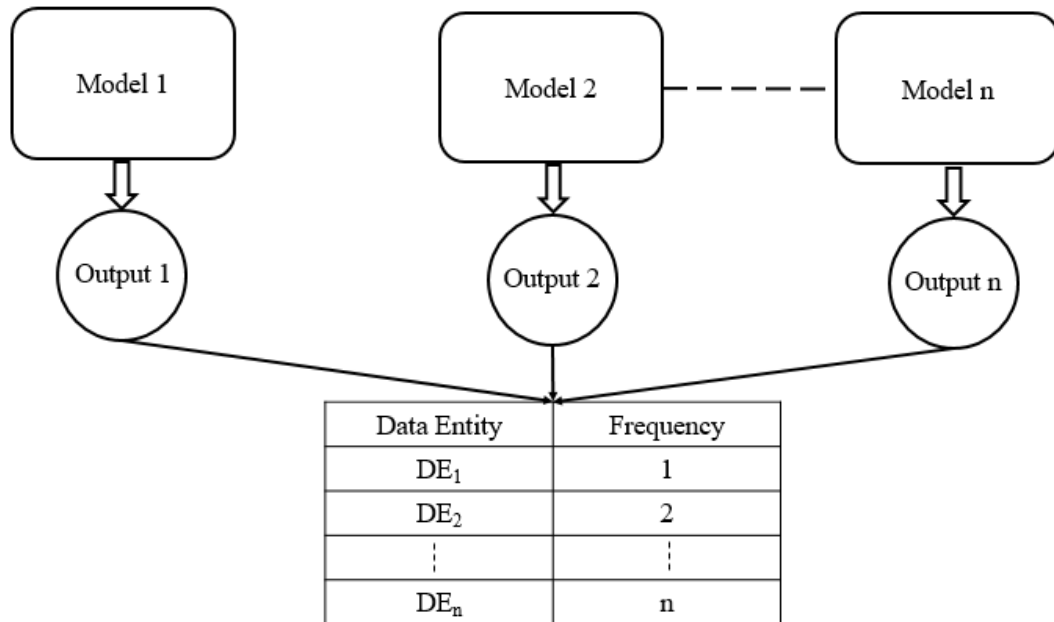 Model 1
Model 2
Model n
Output 1
Output 2
Output n
Data Entity Frequency
DE₁ 1
DE₂ 2
DEₙ n